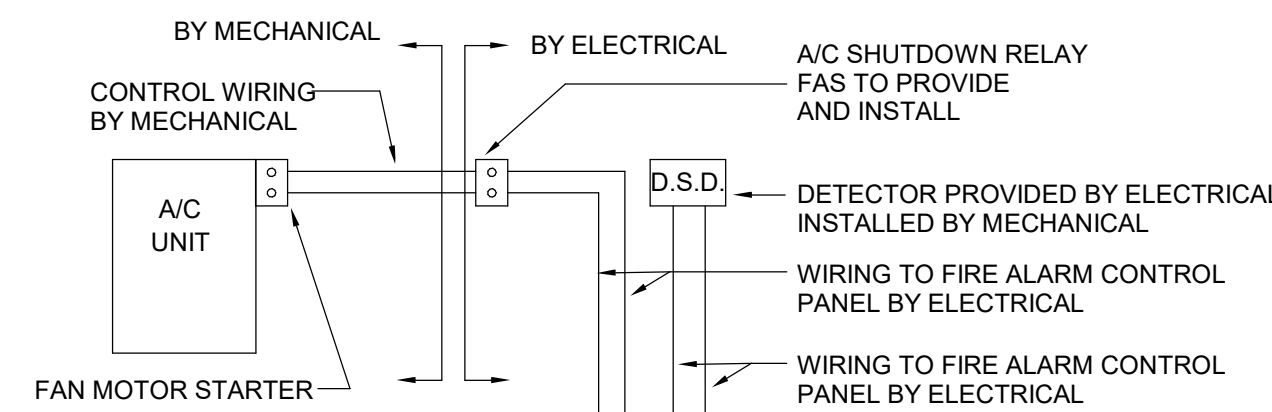 BY MECHANICAL
BY ELECTRICAL
A/C SHUTDOWN RELAY
FAS TO PROVIDE
AND INSTALL
CONTROL WIRING
BY MECHANICAL
A/C
UNIT
D.S.D.
DETECTOR PROVIDED BY ELECTRICAL
INSTALLED BY MECHANICAL
WIRING TO FIRE ALARM CONTROL
PANEL BY ELECTRICAL
WIRING TO FIRE ALARM CONTROL
PANEL BY ELECTRICAL
FAN MOTOR STARTER